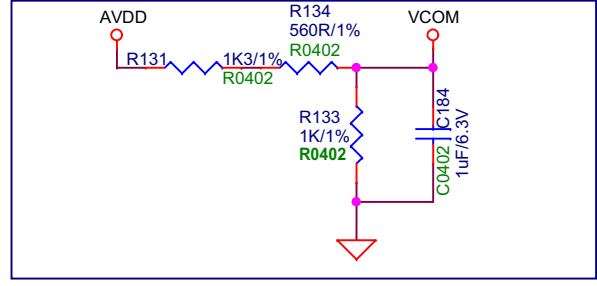 AVDD
R134
560R/1%
R0402
VCOM
R131
1K3/1%
R0402
R133
1K/1%
R0402
C184
1uF/6.3V
C0402